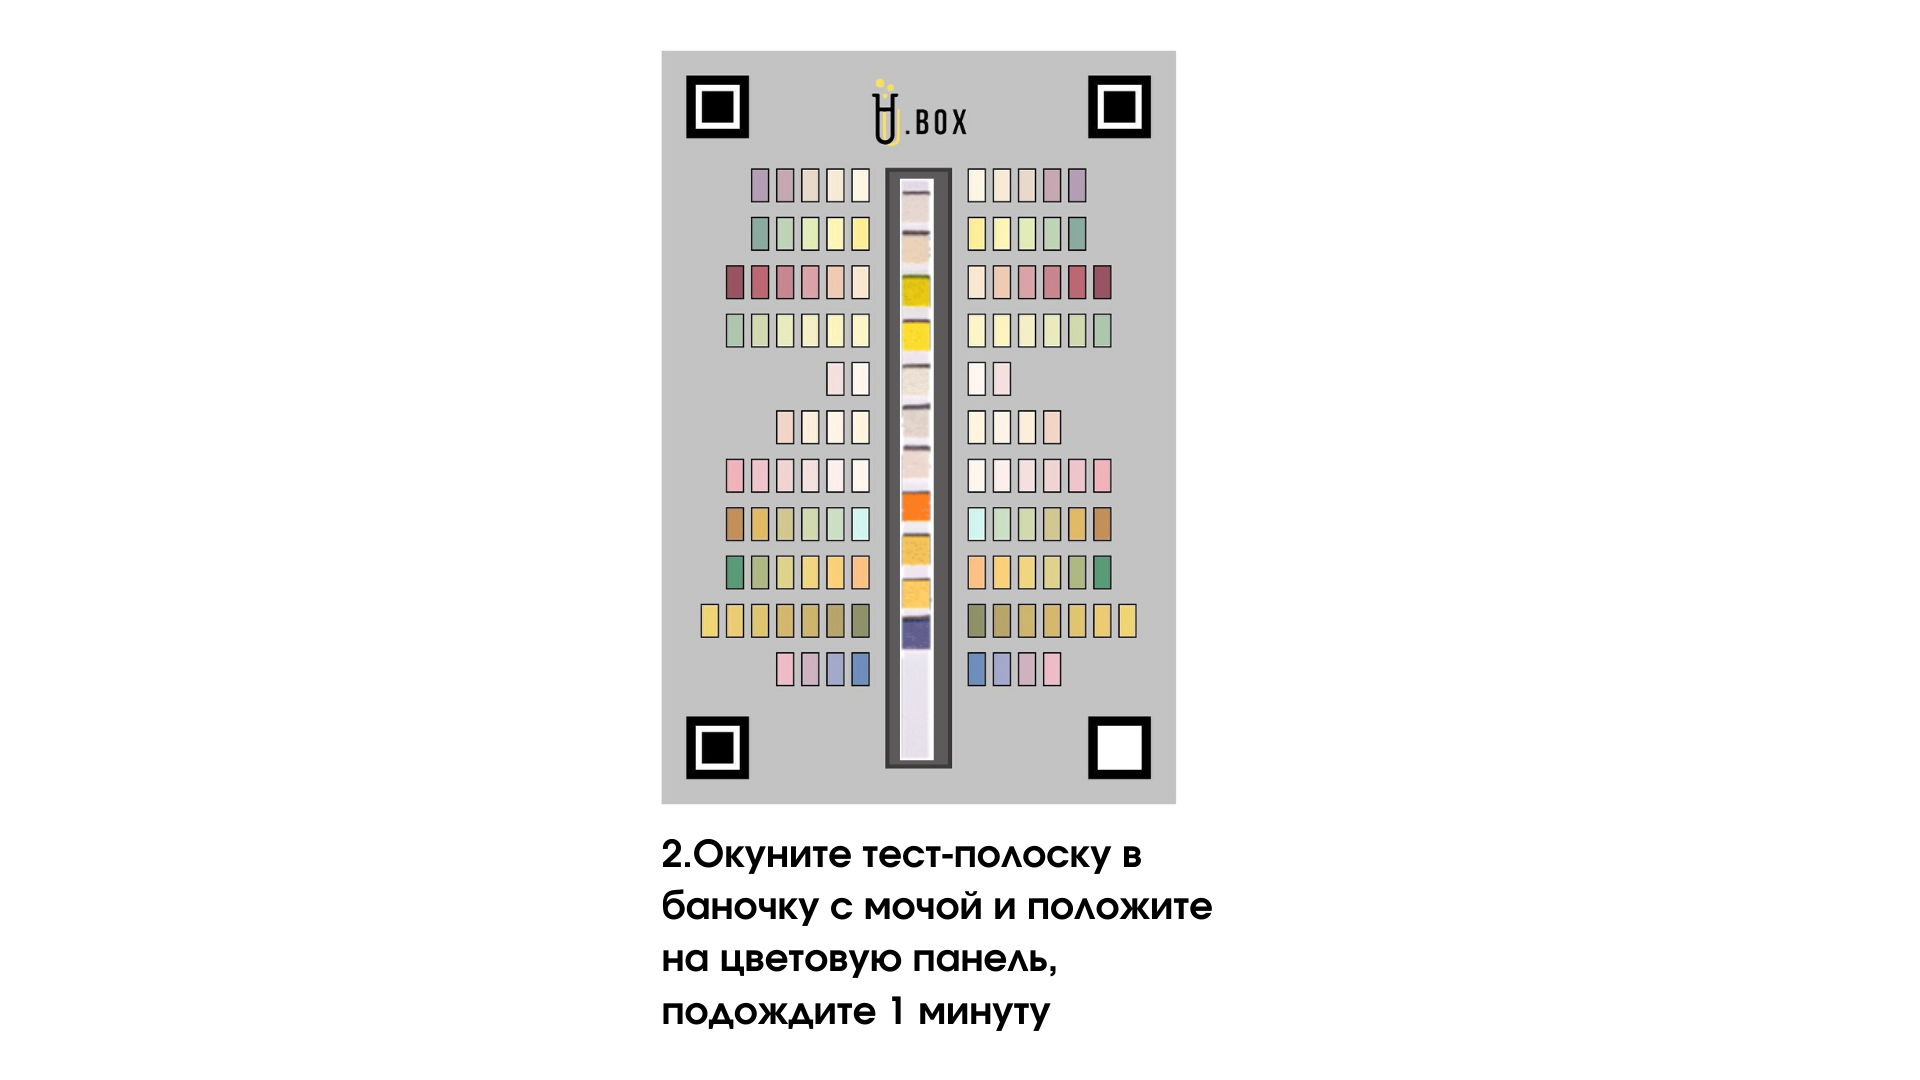 U.BOX
2.Окуните тест-полоску в
баночку с мочой и положите
на цветовую панель,
подождите 1 минуту